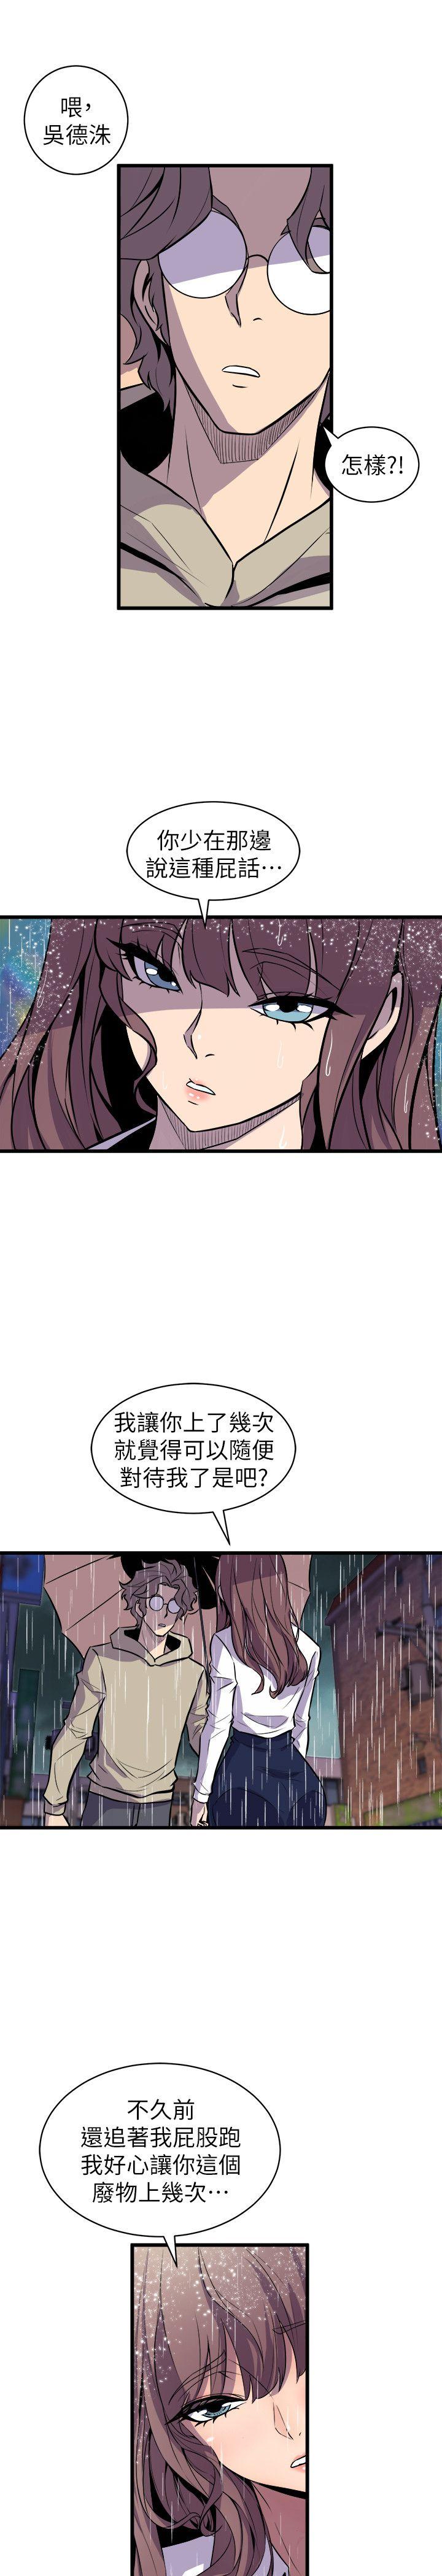 喂，
吳德洙
怎樣?!
你少在那邊
說這種屁話…
我讓你上了幾次
就覺得可以隨便
對待我了是吧?
不久前
還追著我屁股跑
我好心讓你這個
廢物上幾次…